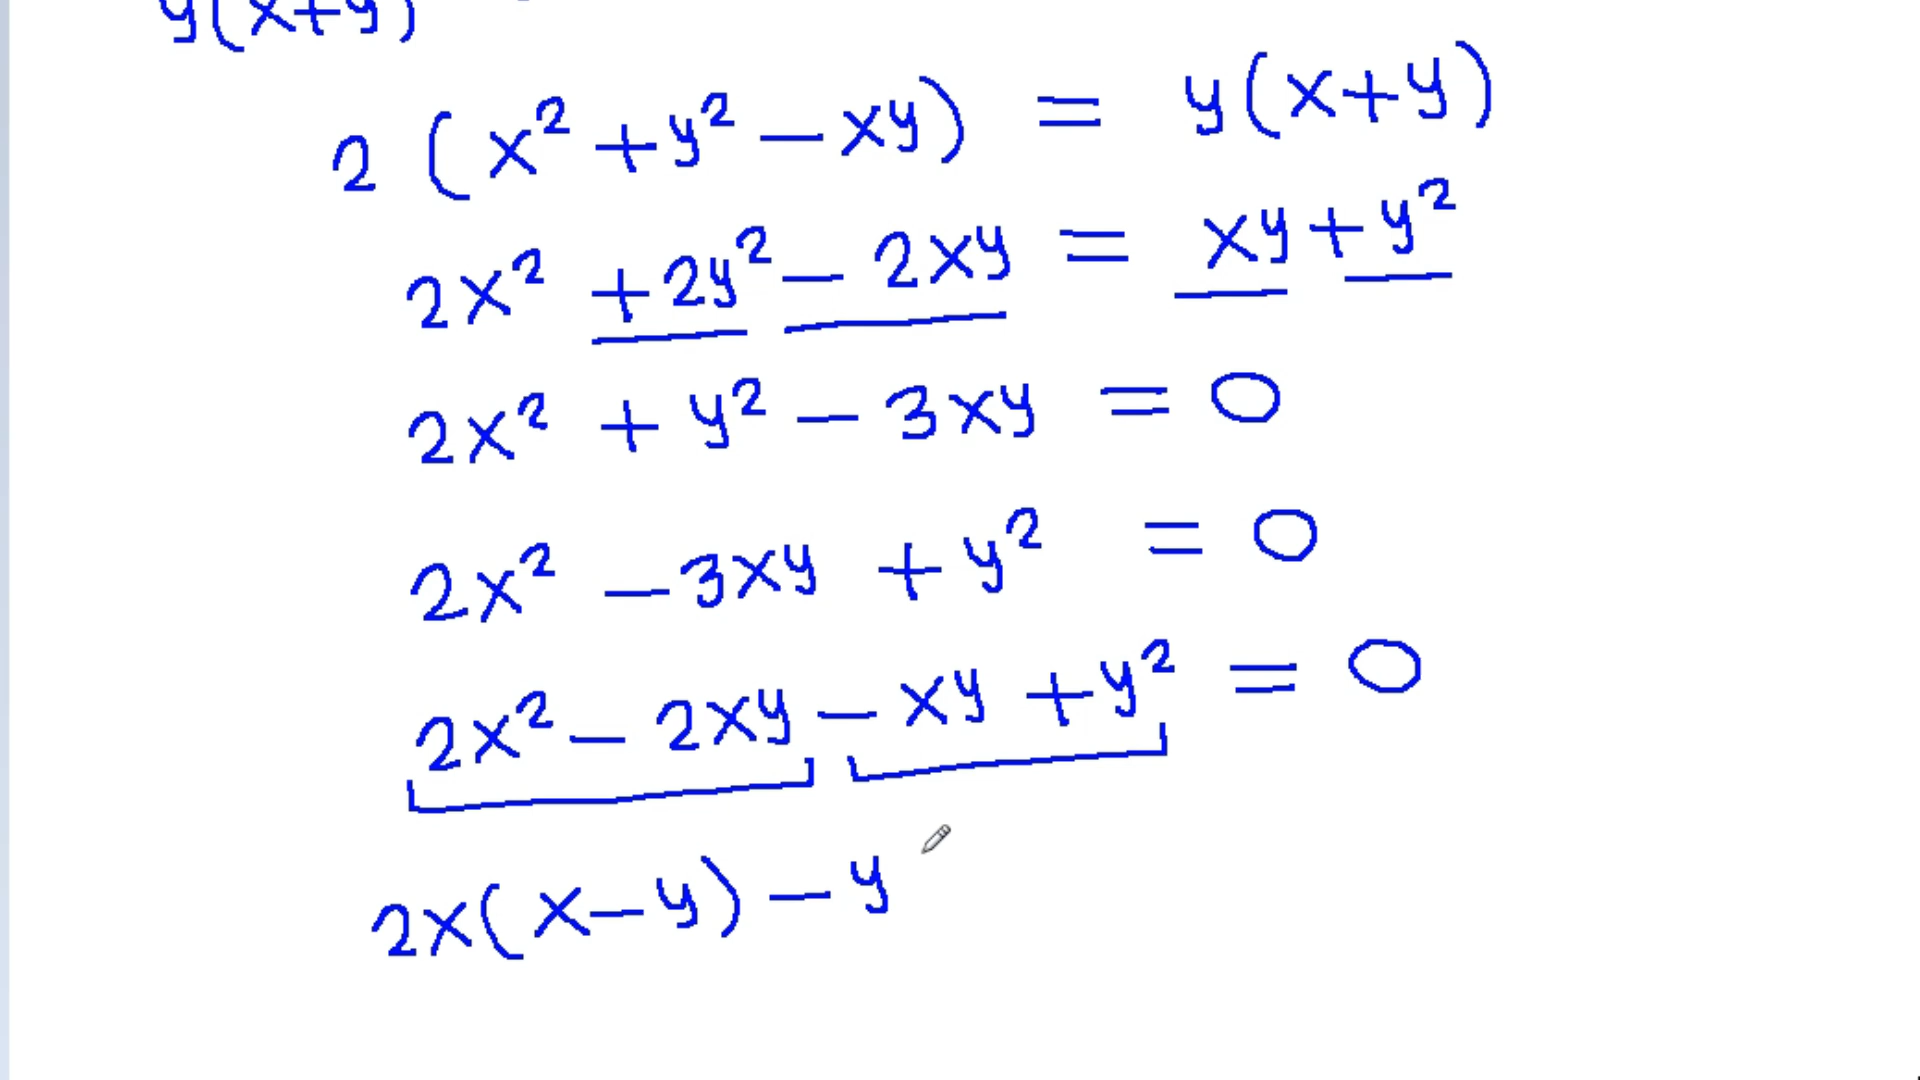 y(x+y)
2 (x² + y² – xy) = y(x+y)
2x² + 2y² – 2xy = xy + y²
2x² + y² – 3xy = 0
2x² – 3xy + y² = 0
2x² – 2xy – xy + y² = 0
2x(x–y) – y